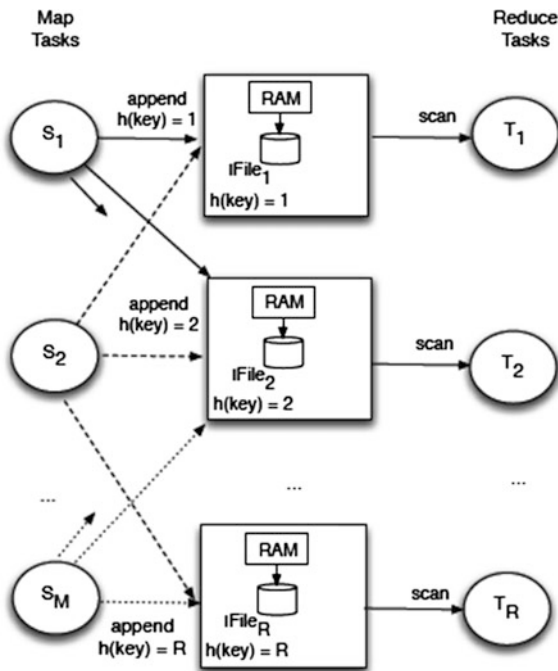 Map
Tasks
Reduce
Tasks
S1
append
h(key) = 1
RAM
IFile1
h(key) = 1
scan
T1
S2
append
h(key) = 2
RAM
IFile2
h(key) = 2
scan
T2
...
...
...
SM
append
h(key) = R
RAM
IFileR
h(key) = R
scan
TR